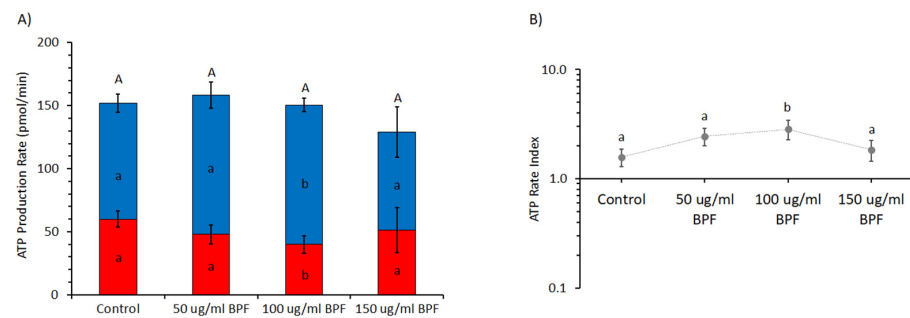 A)
ATP Production Rate (pmol/min)
200
150
100
50
0
A
A
A
A
a
a
b
a
a
a
b
a
Control
50 ug/ml BPF
100 ug/ml BPF
150 ug/ml BPF
B)
ATP Rate Index
10.0
1.0
0.1
a
a
b
a
Control
50 ug/ml
BPF
100 ug/ml
BPF
150 ug/ml
BPF